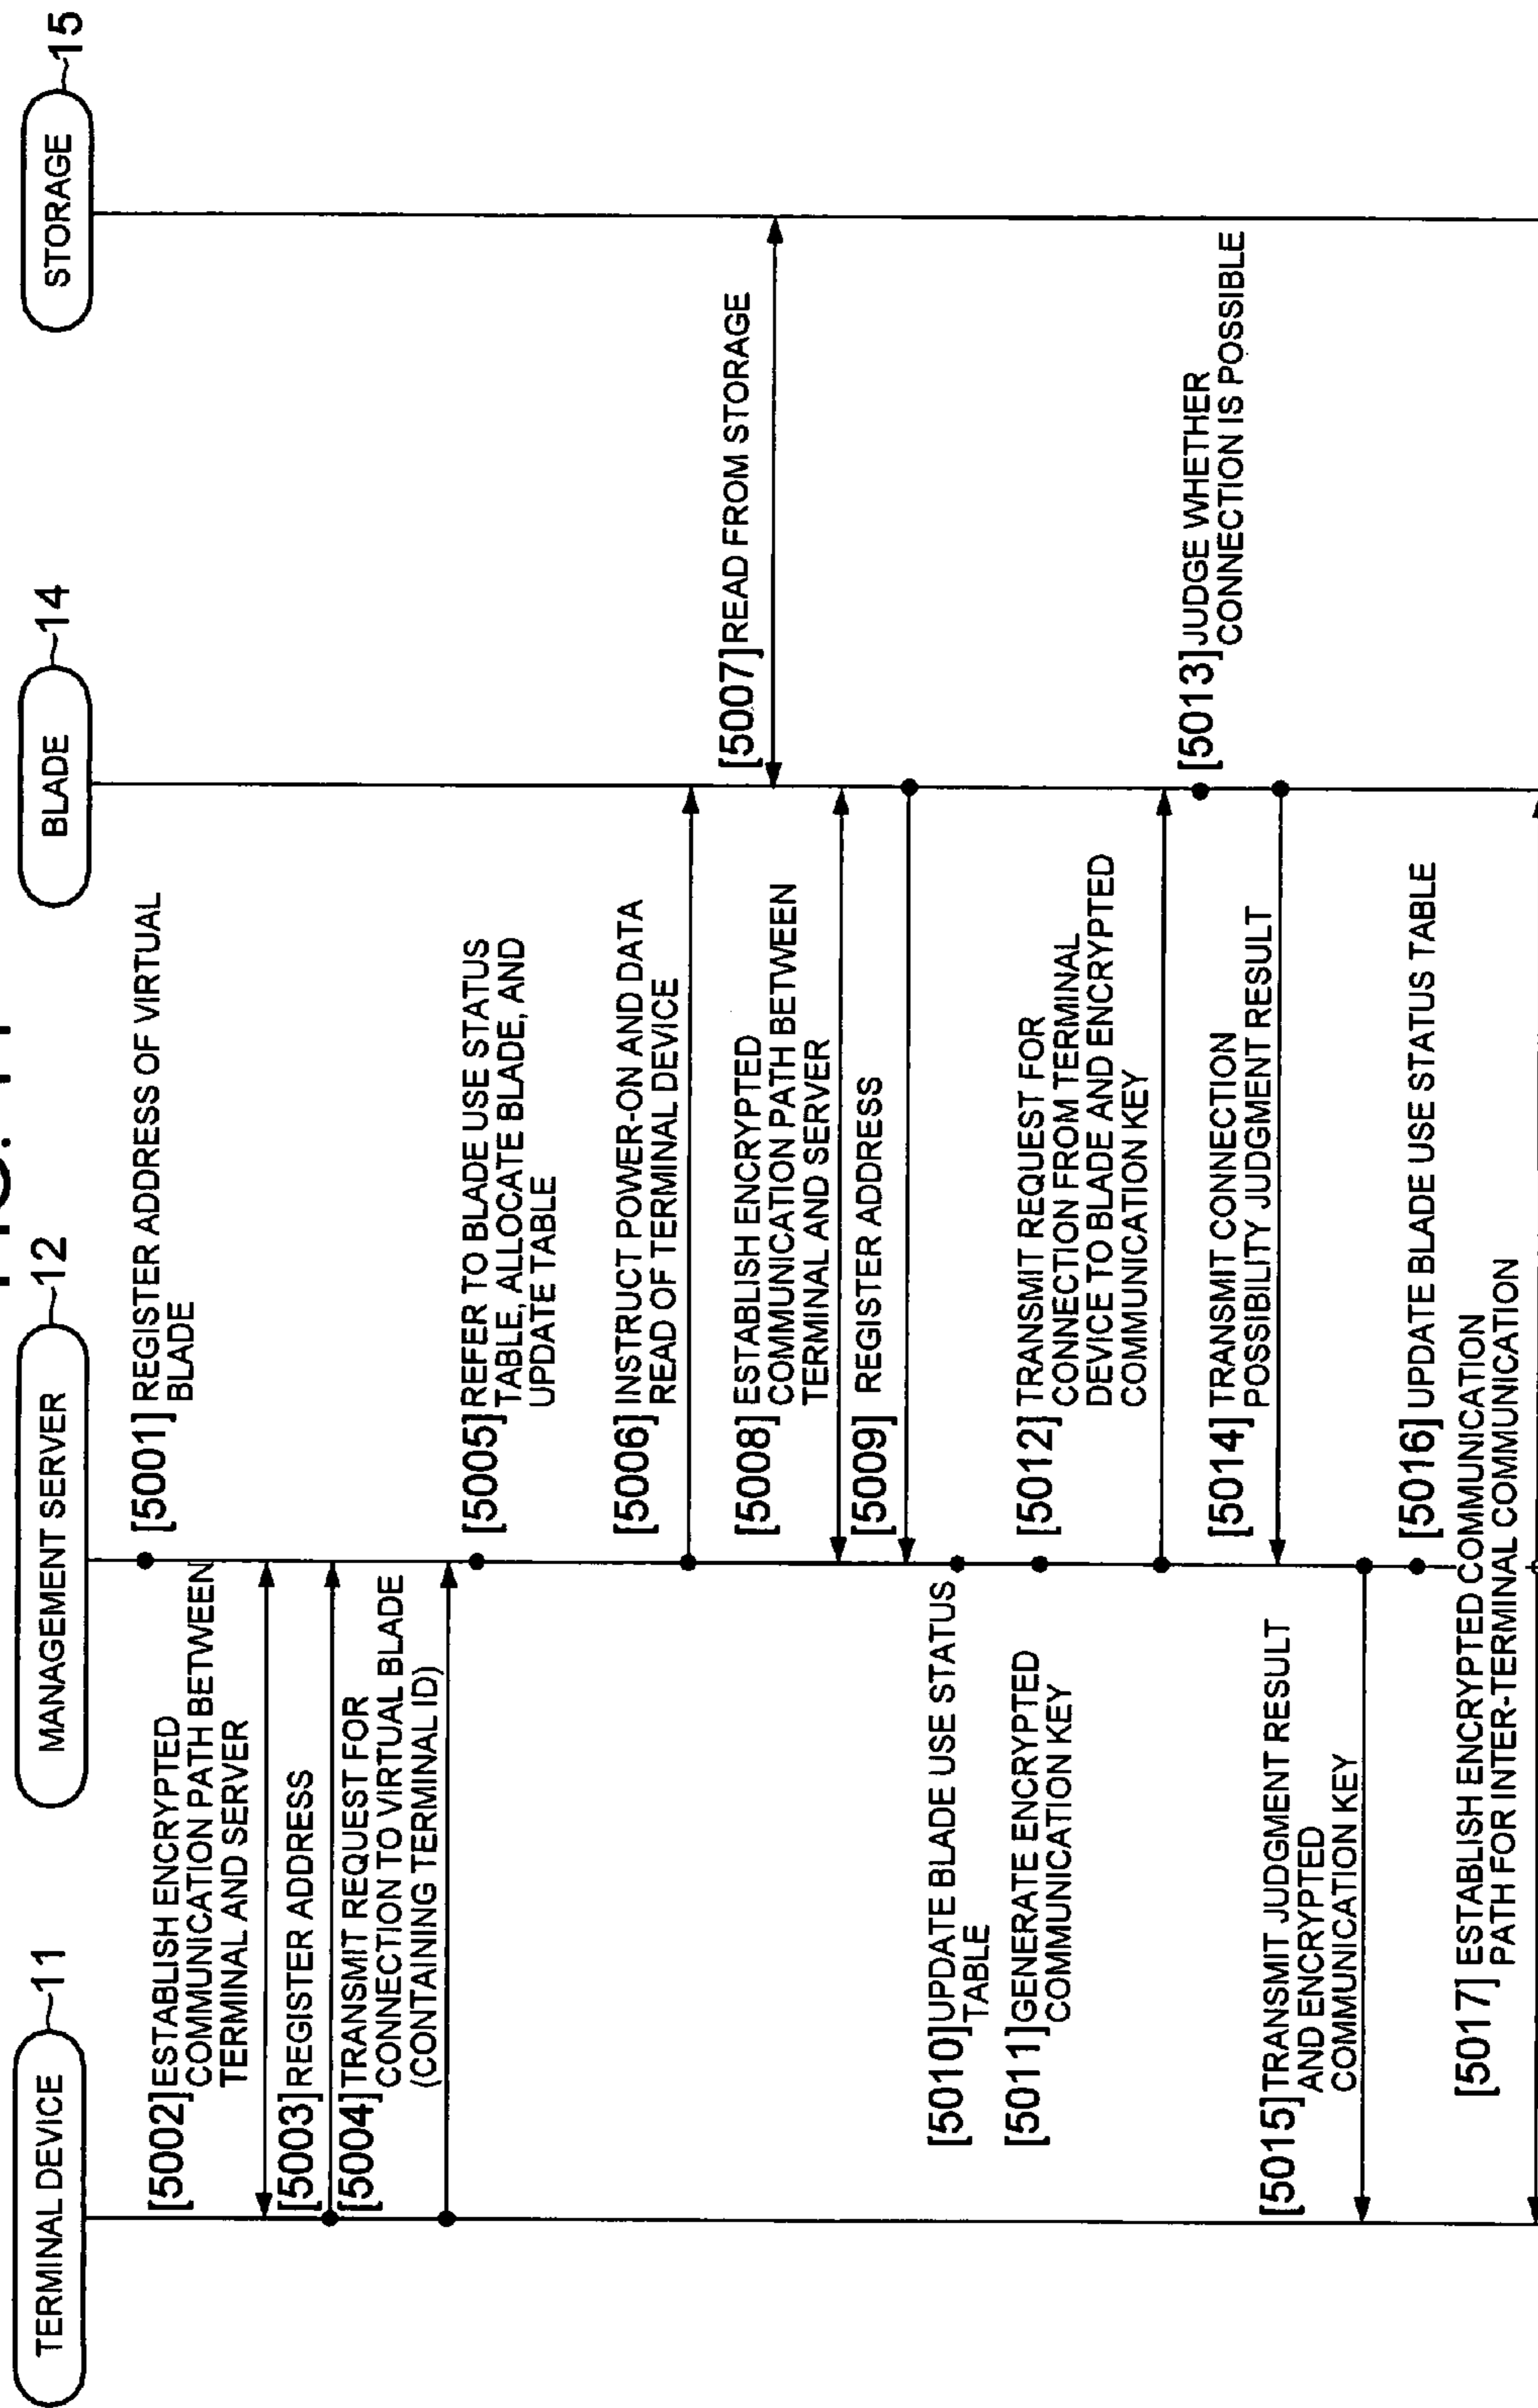 TERMINAL DEVICE ~11
MANAGEMENT SERVER ~12
BLADE ~14
STORAGE ~15
[5001] REGISTER ADDRESS OF VIRTUAL
BLADE
[5002] ESTABLISH ENCRYPTED
COMMUNICATION PATH BETWEEN
TERMINAL AND SERVER
[5003] REGISTER ADDRESS
[5004] TRANSMIT REQUEST FOR
CONNECTION TO VIRTUAL BLADE
(CONTAINING TERMINAL ID)
[5005] REFER TO BLADE USE STATUS
TABLE, ALLOCATE BLADE, AND
UPDATE TABLE
[5006] INSTRUCT POWER-ON AND DATA
READ OF TERMINAL DEVICE
[5007] READ FROM STORAGE
[5008] ESTABLISH ENCRYPTED
COMMUNICATION PATH BETWEEN
TERMINAL AND SERVER
[5009] REGISTER ADDRESS
[5010] UPDATE BLADE USE STATUS
TABLE
[5011] GENERATE ENCRYPTED
COMMUNICATION KEY
[5012] TRANSMIT REQUEST FOR
CONNECTION FROM TERMINAL
DEVICE TO BLADE AND ENCRYPTED
COMMUNICATION KEY
[5013] JUDGE WHETHER
CONNECTION IS POSSIBLE
[5014] TRANSMIT CONNECTION
POSSIBILITY JUDGMENT RESULT
[5015] TRANSMIT JUDGMENT RESULT
AND ENCRYPTED
COMMUNICATION KEY
[5016] UPDATE BLADE USE STATUS TABLE
[5017] ESTABLISH ENCRYPTED COMMUNICATION
PATH FOR INTER-TERMINAL COMMUNICATION